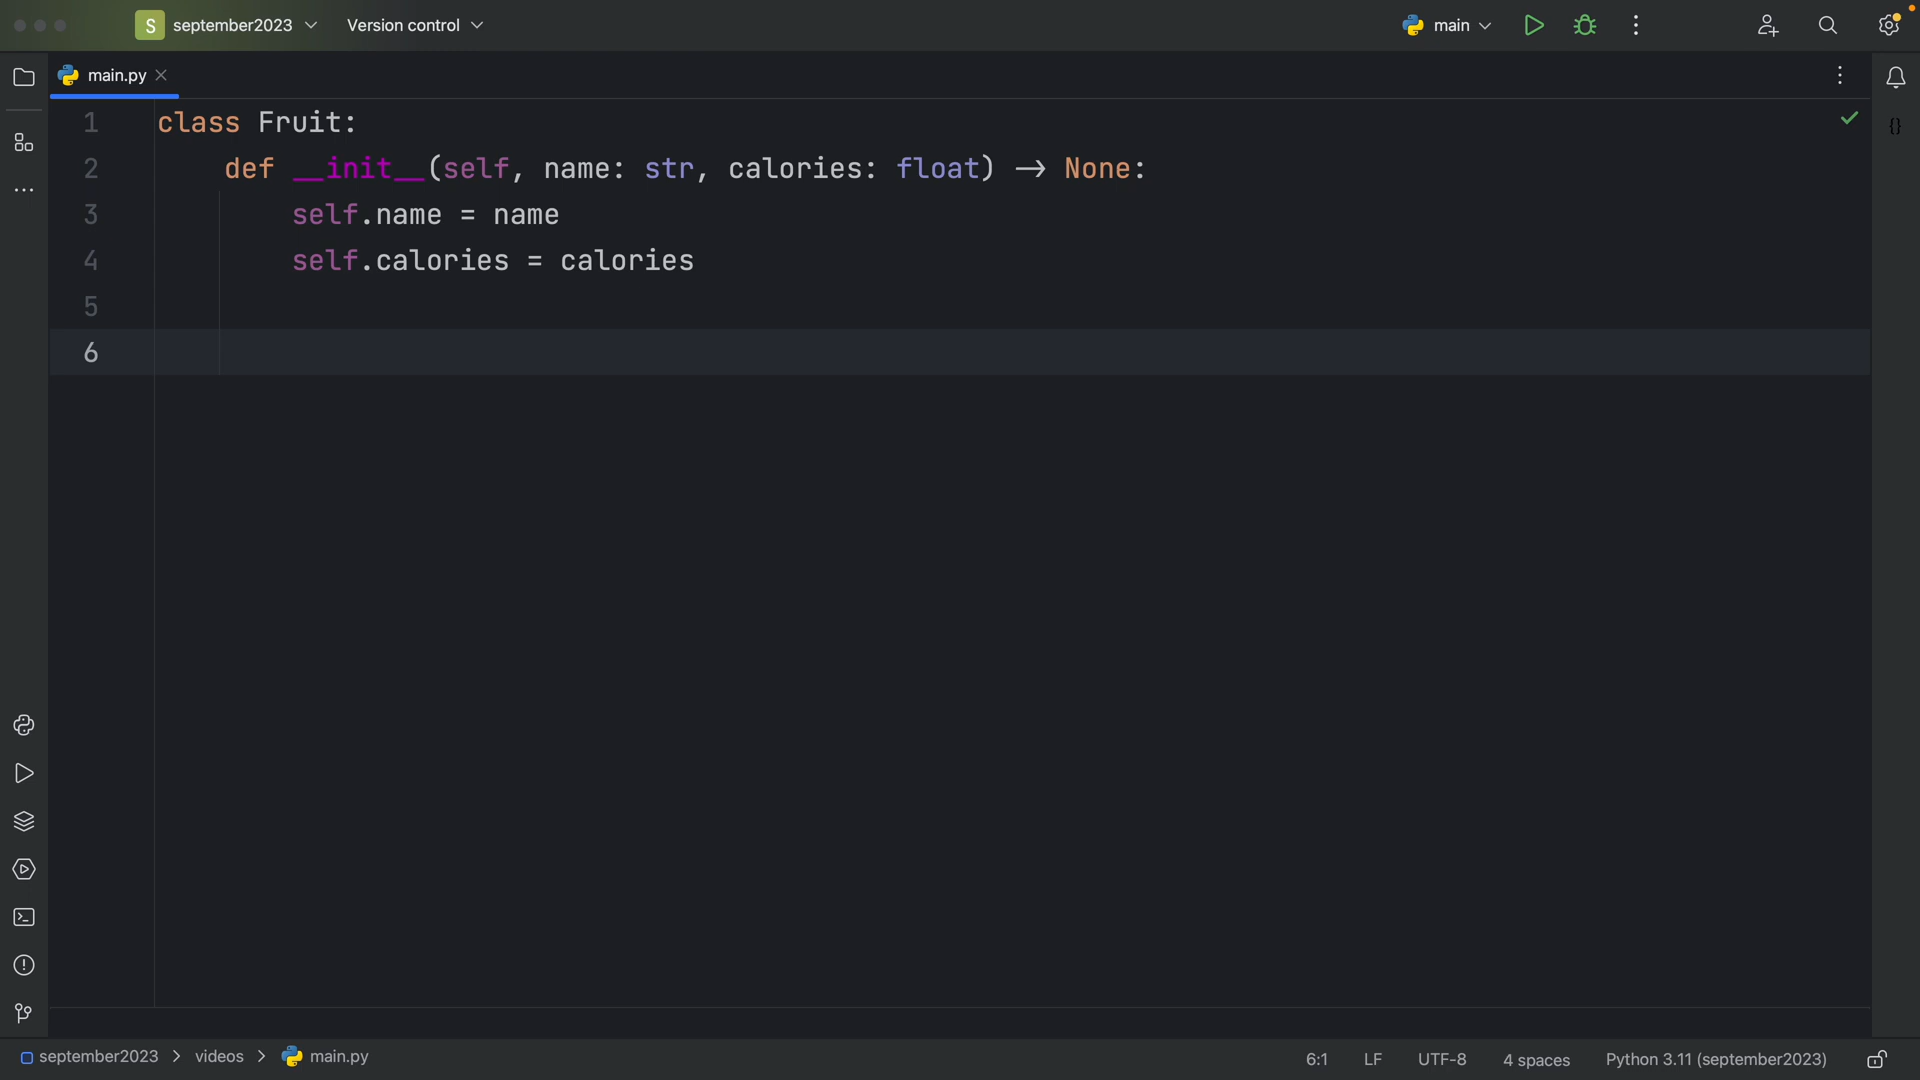 S september2023 Version control main
main.py
1 class Fruit:
2 def __init__(self, name: str, calories: float) -> None:
3 self.name = name
4 self.calories = calories
5
6
september2023 > videos > main.py 6:1 LF UTF-8 4 spaces Python 3.11 (september2023)